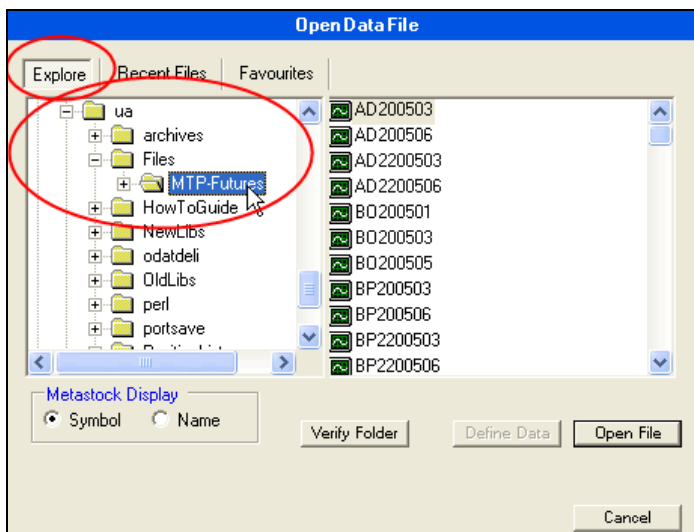 Open Data File
Explore
Recent Files
Favourites
ua
archives
Files
MTP-Futures
HowToGuide
NewLibs
odatdeli
OldLibs
perl
portsave
AD200503
AD200506
AD2200503
AD2200506
BO200501
BO200503
BO200505
BP200503
BP200506
BP2200503
BP2200506
Metastock Display
Symbol
Name
Verify Folder
Define Data
Open File
Cancel